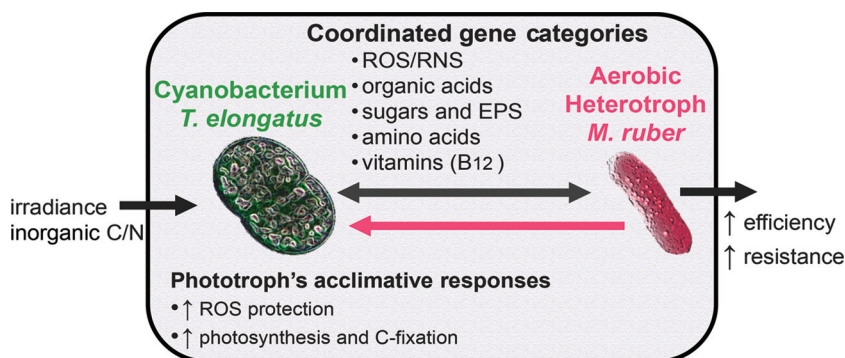 Coordinated gene categories
• ROS/RNS
• organic acids
• sugars and EPS
• amino acids
• vitamins (B12)
Cyanobacterium
T. elongatus
Aerobic
Heterotroph
M. ruber
irradiance
inorganic C/N
↑ efficiency
↑ resistance
Phototroph's acclimative responses
• ↑ ROS protection
• ↑ photosynthesis and C-fixation